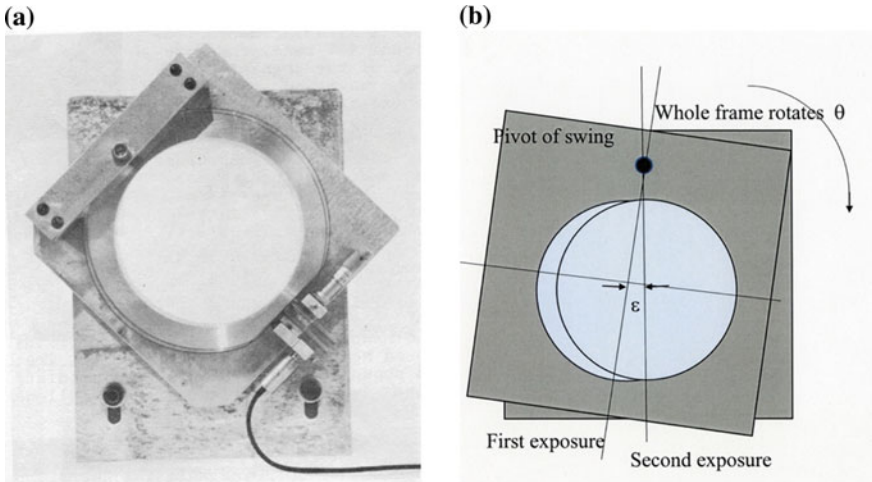 (a)
(b)
Whole frame rotates θ
Pivot of swing
ε
First exposure
Second exposure